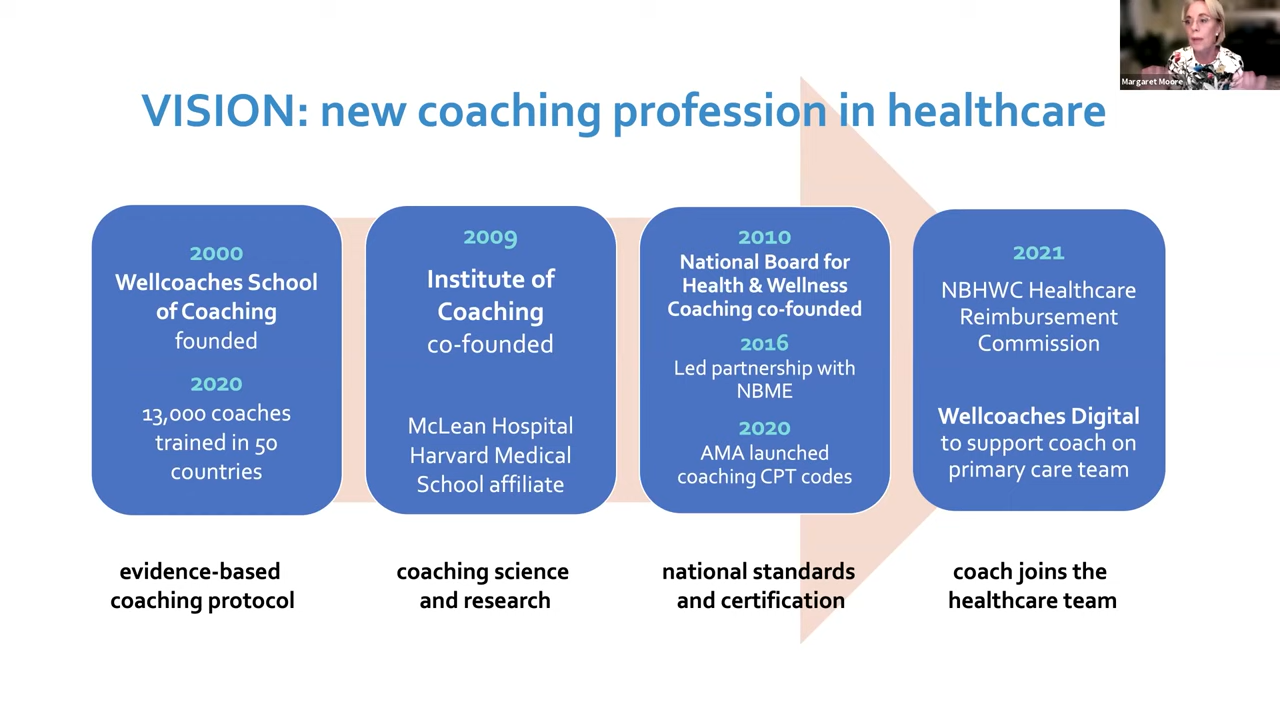 Margaret Moore
VISION: new coaching profession in healthcare
2000
Wellcoaches School
of Coaching
founded
2020
13,000 coaches
trained in 50
countries
evidence-based
coaching protocol
2009
Institute of
Coaching
co-founded
McLean Hospital
Harvard Medical
School affiliate
coaching science
and research
2010
National Board for
Health & Wellness
Coaching co-founded
2016
Led partnership with
NBME
2020
AMA launched
coaching CPT codes
national standards
and certification
2021
NBHWC Healthcare
Reimbursement
Commission
Wellcoaches Digital
to support coach on
primary care team
coach joins the
healthcare team